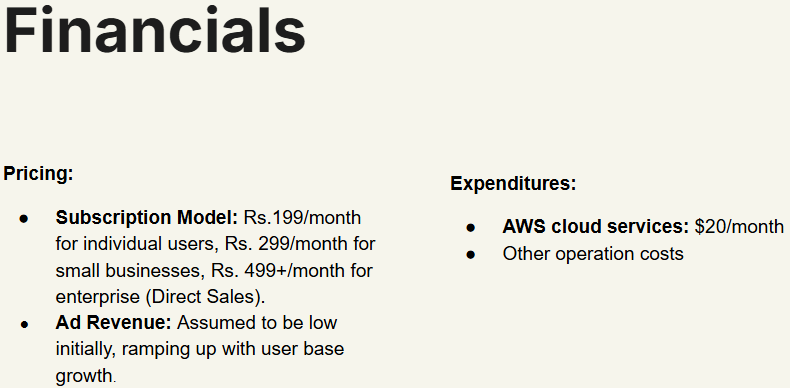 Financials
Pricing:
● Subscription Model: Rs.199/month
for individual users, Rs. 299/month for
small businesses, Rs. 499+/month for
enterprise (Direct Sales).
● Ad Revenue: Assumed to be low
initially, ramping up with user base
growth.
Expenditures:
● AWS cloud services: $20/month
● Other operation costs